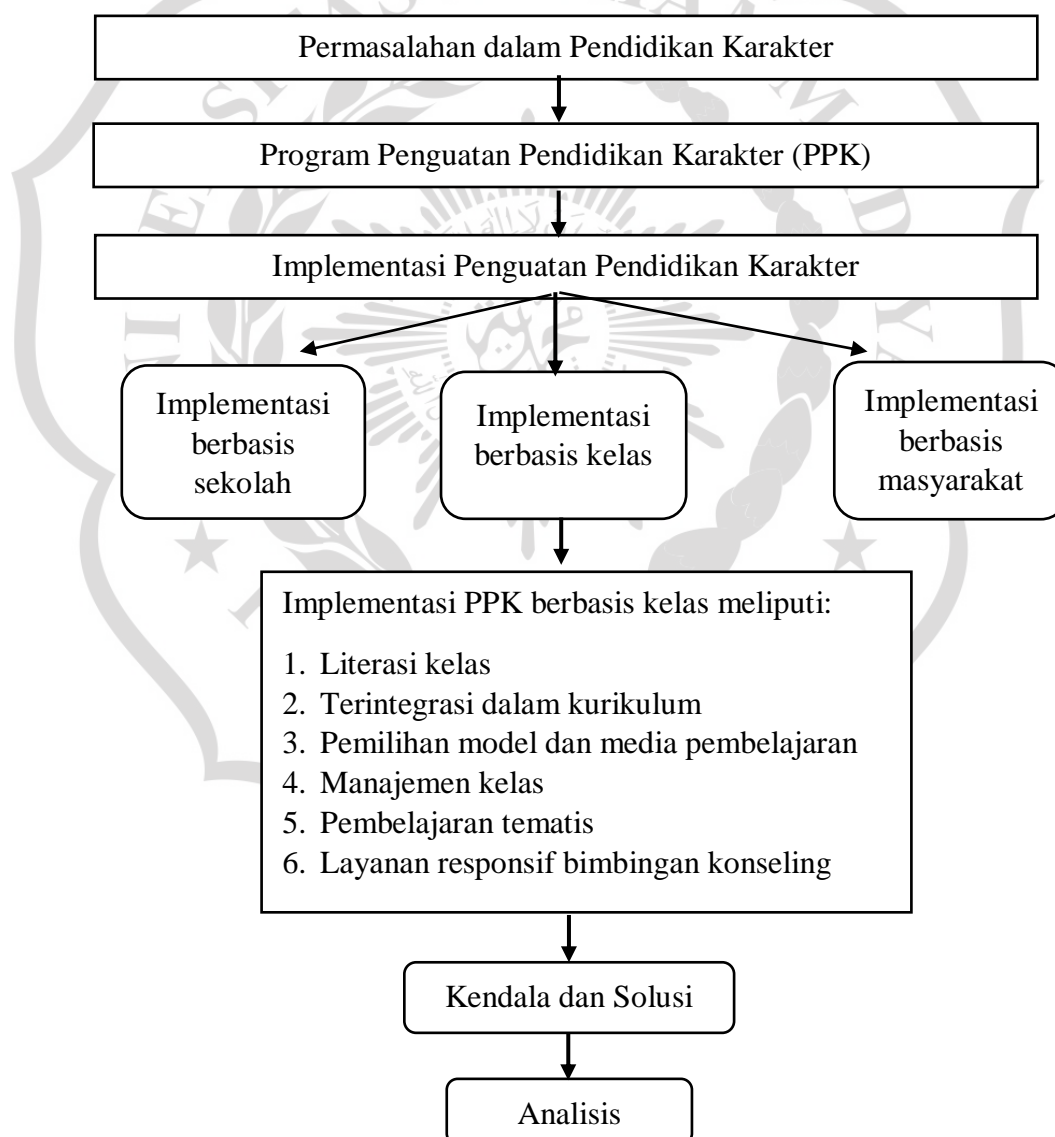 Permasalahan dalam Pendidikan Karakter
Program Penguatan Pendidikan Karakter (PPK)
Implementasi Penguatan Pendidikan Karakter
Implementasi
berbasis
sekolah
Implementasi
berbasis kelas
Implementasi
berbasis
masyarakat
Implementasi PPK berbasis kelas meliputi:
1. Literasi kelas
2. Terintegrasi dalam kurikulum
3. Pemilihan model dan media pembelajaran
4. Manajemen kelas
5. Pembelajaran tematis
6. Layanan responsif bimbingan konseling
Kendala dan Solusi
Analisis